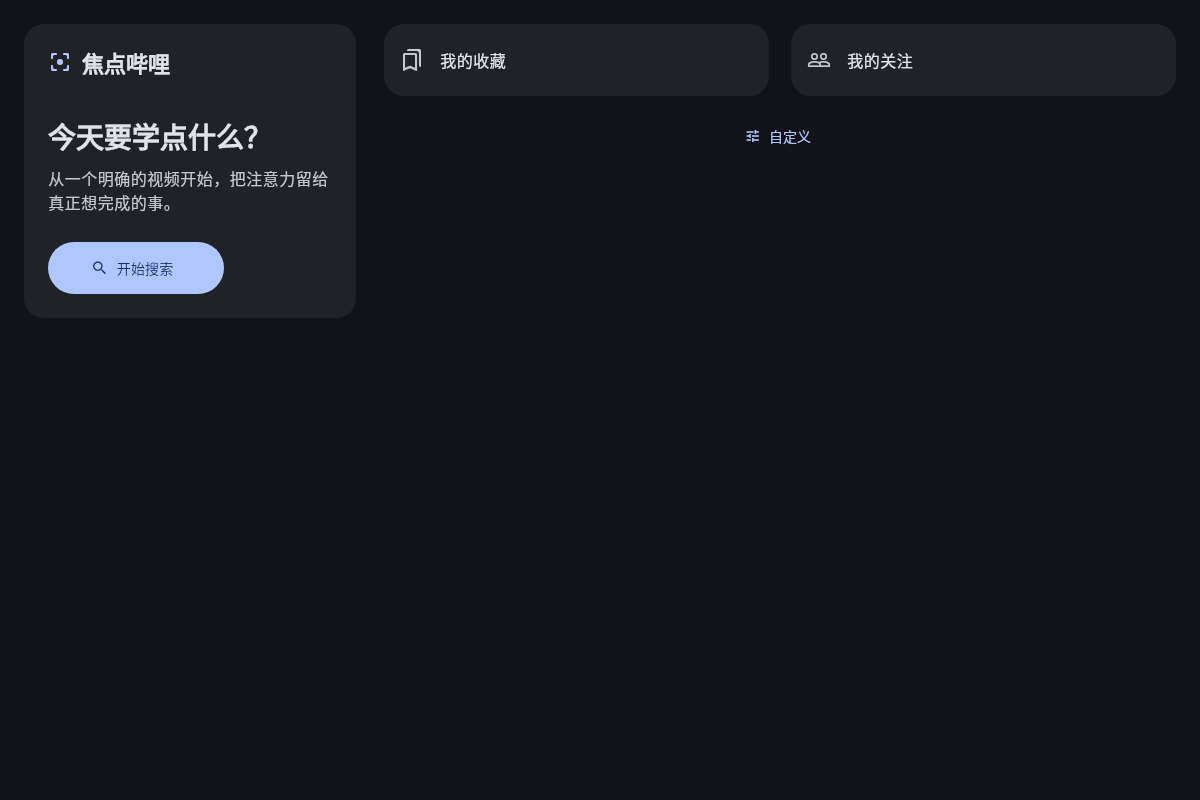 焦点哔哩
今天要学点什么？
从一个明确的视频开始，把注意力留给
真正想完成的事。
开始搜索
我的收藏
我的关注
自定义